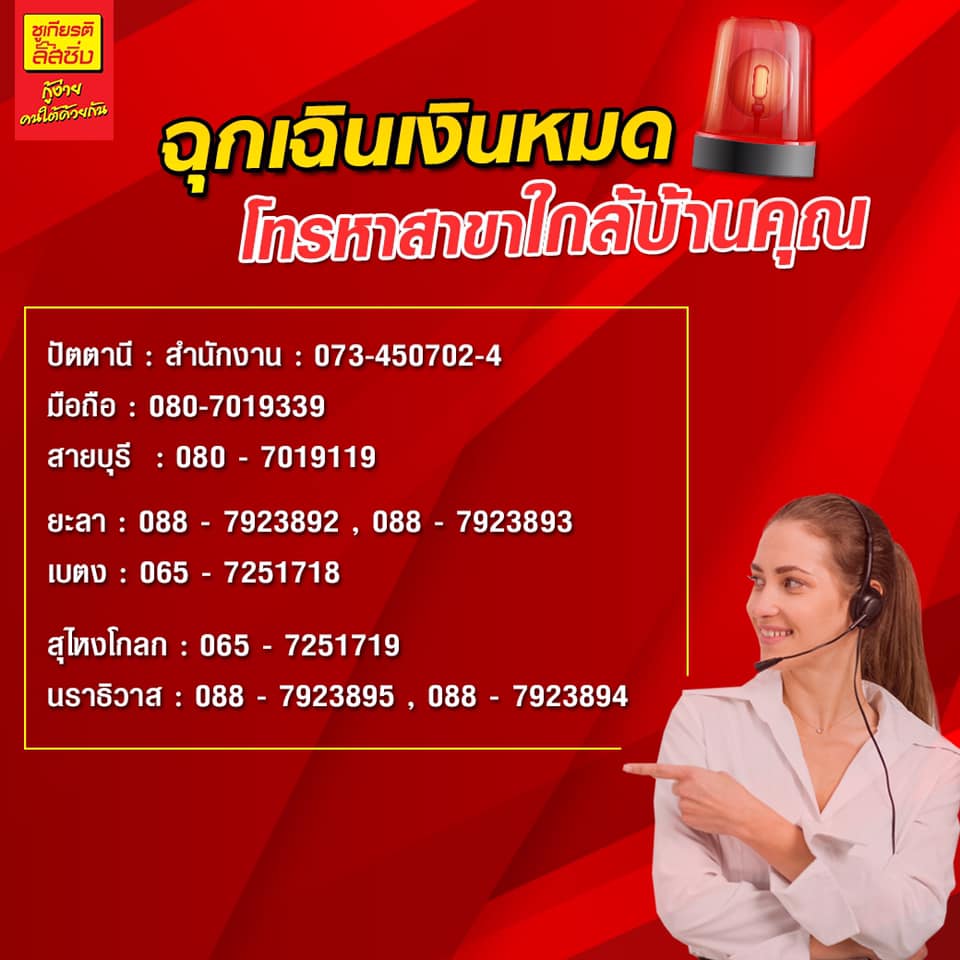 ชูเกียรติ
ลิสซิ่ง
กู้ง่าย
คนใต้ด้วยกัน
ฉุกเฉินเงินหมด
โทรหาสาขาใกล้บ้านคุณ
ปัตตานี : สำนักงาน : 073-450702-4
มือถือ : 080-7019339
สายบุรี : 080 - 7019119
ยะลา : 088 - 7923892 , 088 - 7923893
เบตง : 065 - 7251718
สุไหงโกลก : 065 - 7251719
นราธิวาส : 088 - 7923895 , 088 - 7923894